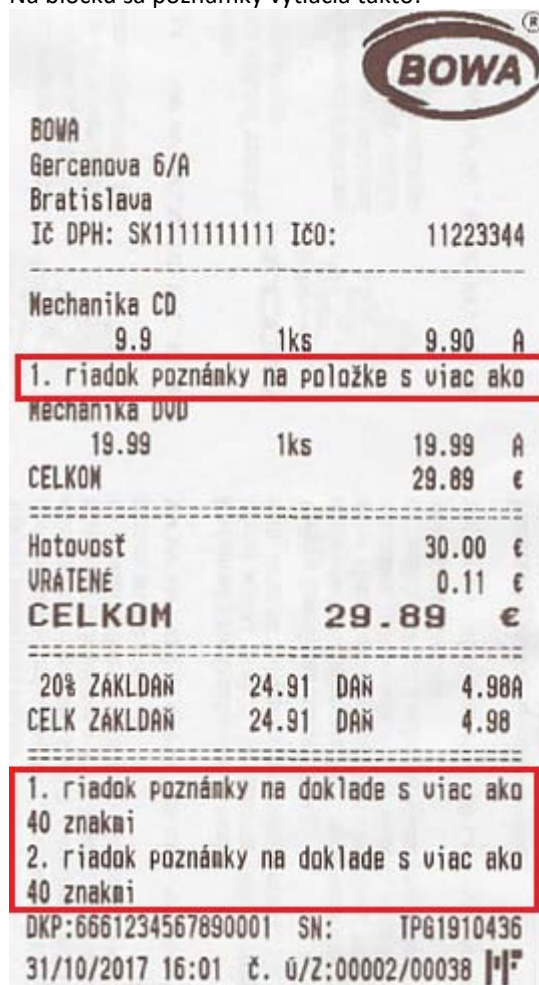 Na bločku sa poznámky vytlačia takto:
BOWA ®
BOWA
Gercenova 6/A
Bratislava
Ič DPH: SK1111111111 IČO: 11223344
Mechanika CD
9.9 1ks 9.90 A
1. riadok poznámky na položke s viac ako
Mechanika DVD
19.99 1ks 19.99 A
CELKOM 29.89 €
Hotovosť 30.00 €
VRÁTENÉ 0.11 €
CELKOM 29.89 €
20% ZÁKLDAŇ 24.91 DAŇ 4.98A
CELK ZÁKLDAŇ 24.91 DAŇ 4.98
1. riadok poznámky na doklade s viac ako
40 znakmi
2. riadok poznámky na doklade s viac ako
40 znakmi
DKP:6661234567890001 SN: TPG1910436
31/10/2017 16:01 č. ú/Z:00002/00038